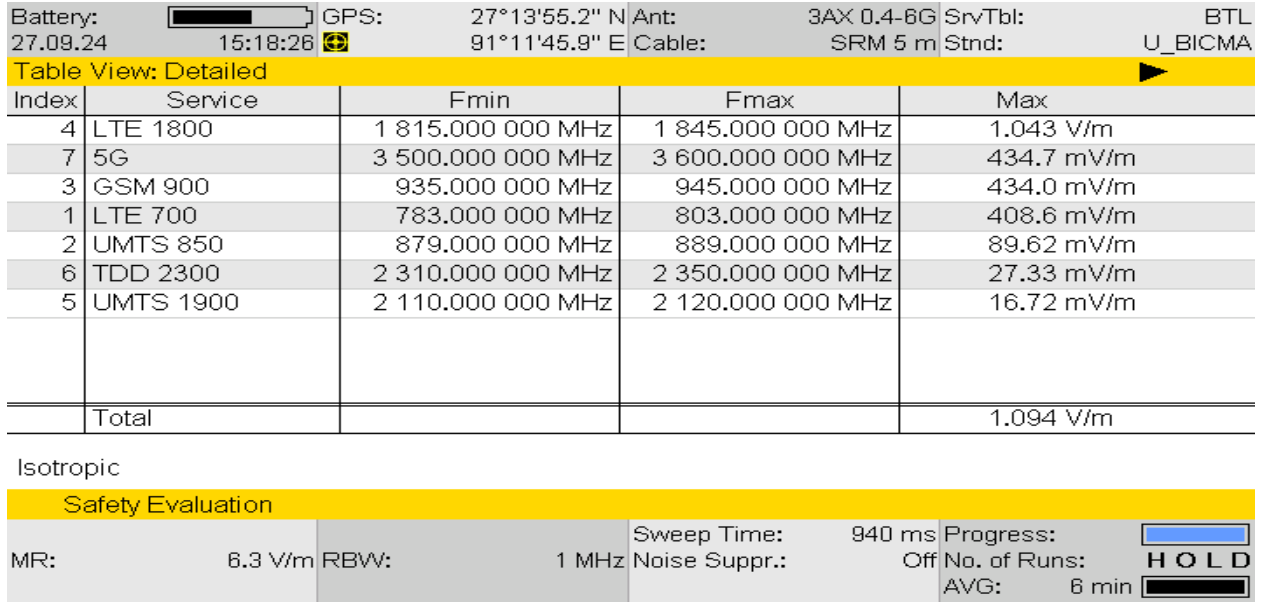 Battery: GPS: 27°13'55.2" N Ant: 3AX 0.4-6G SrvTbl: BTL
27.09.24 15:18:26 91°11'45.9" E Cable: SRM 5 m Stnd: U_BICMA
Table View: Detailed
Index Service Fmin Fmax Max
4 LTE 1800 1 815.000 000 MHz 1 845.000 000 MHz 1.043 V/m
7 5G 3 500.000 000 MHz 3 600.000 000 MHz 434.7 mV/m
3 GSM 900 935.000 000 MHz 945.000 000 MHz 434.0 mV/m
1 LTE 700 783.000 000 MHz 803.000 000 MHz 408.6 mV/m
2 UMTS 850 879.000 000 MHz 889.000 000 MHz 89.62 mV/m
6 TDD 2300 2 310.000 000 MHz 2 350.000 000 MHz 27.33 mV/m
5 UMTS 1900 2 110.000 000 MHz 2 120.000 000 MHz 16.72 mV/m
Total 1.094 V/m
Isotropic
Safety Evaluation
Sweep Time: 940 ms Progress:
MR: 6.3 V/m RBW: 1 MHz Noise Suppr.: Off No. of Runs: HOLD
AVG: 6 min